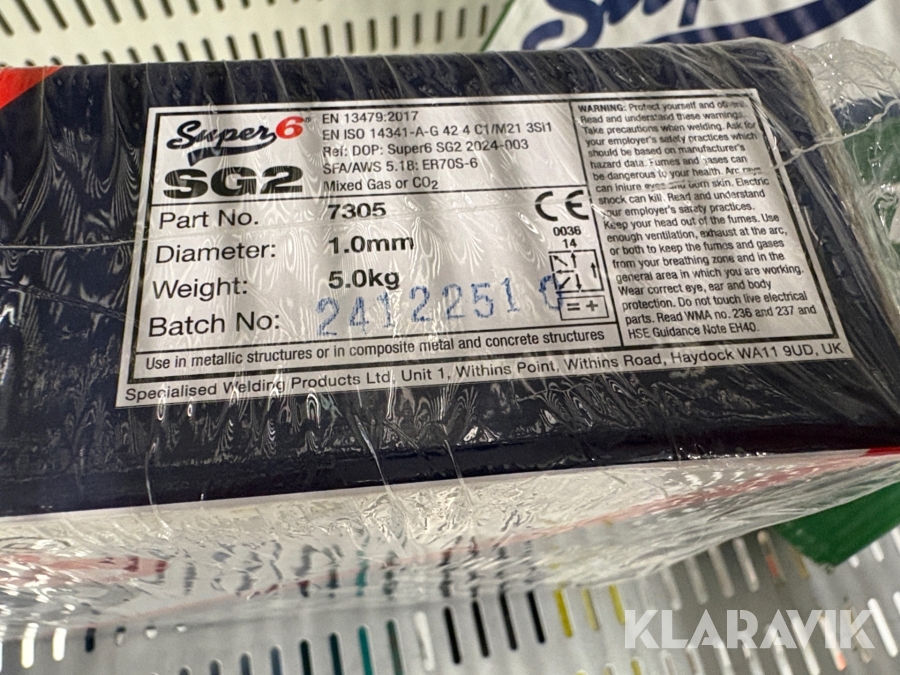 Super
Super6®
SG2
EN 13479:2017
EN ISO 14341-A-G 42 4 C1/M21 3Si1
Ref: DOP: Super6 SG2 2024-003
SFA/AWS 5.18: ER70S-6
Mixed Gas or CO2
Part No. 7305
Diameter: 1.0mm
Weight: 5.0kg
Batch No: 24122510
CE
0036
14
= +
WARNING: Protect yourself and others.
Read and understand these warnings.
Take precautions when welding. Ask for
your employer's safety practices which
should be based on manufacturer's
hazard data. Fumes and gases can
be dangerous to your health. Arc rays
can injure eyes and burn skin. Electric
shock can kill. Read and understand
your employer's safety practices.
Keep your head out of the fumes. Use
enough ventilation, exhaust at the arc,
or both to keep the fumes and gases
from your breathing zone and in the
general area in which you are working.
Wear correct eye, ear and body
protection. Do not touch live electrical
parts. Read WMA no. 236 and 237 and
HSE Guidance Note EH40.
Use in metallic structures or in composite metal and concrete structures
Specialised Welding Products Ltd, Unit 1, Withins Point, Withins Road, Haydock WA11 9UD, UK
KLARAVIK